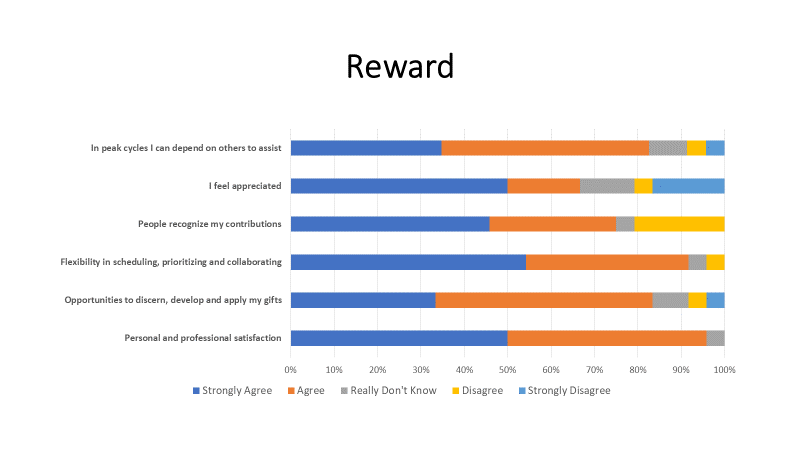 Reward
In peak cycles I can depend on others to assist
I feel appreciated
People recognize my contributions
Flexibility in scheduling, prioritizing and collaborating
Opportunities to discern, develop and apply my gifts
Personal and professional satisfaction
0% 10% 20% 30% 40% 50% 60% 70% 80% 90% 100%
Strongly Agree Agree Really Don't Know Disagree Strongly Disagree